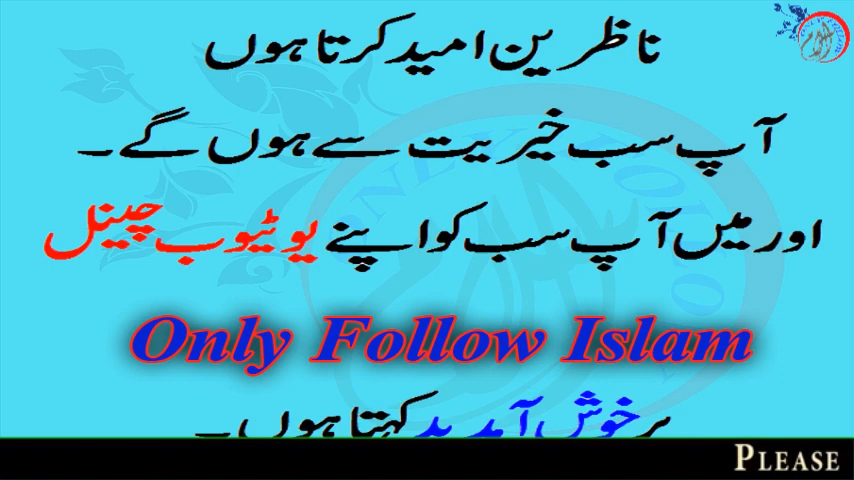 ناظرین امید کرتا ہوں
آپ سب خیریت سے ہوں گے۔
اور میں آپ سب کو اپنے یوٹیوب چینل
Only Follow Islam
پر خوش آمدید کہتا ہوں۔
PLEASE